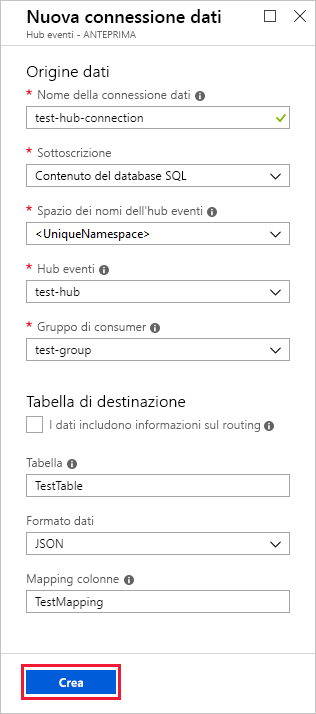 Nuova connessione dati
Hub eventi - ANTEPRIMA
Origine dati
* Nome della connessione dati
test-hub-connection
* Sottoscrizione
Contenuto del database SQL
* Spazio dei nomi dell'hub eventi
<UniqueNamespace>
* Hub eventi
test-hub
* Gruppo di consumer
test-group
Tabella di destinazione
I dati includono informazioni sul routing
Tabella
TestTable
Formato dati
JSON
Mapping colonne
TestMapping
Crea